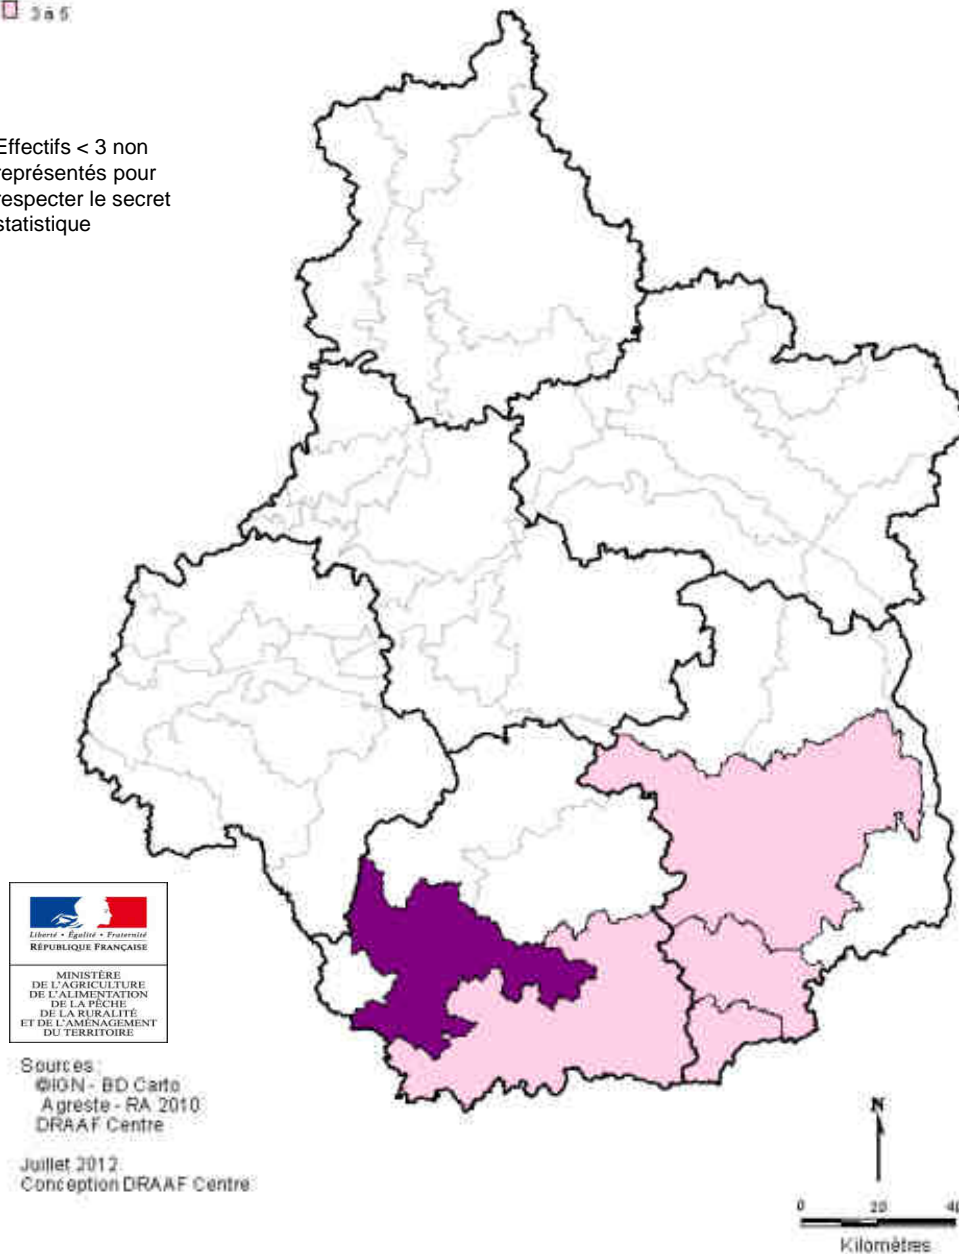 3 à 5
Effectifs < 3 non
représentés pour
respecter le secret
statistique
Liberté • Égalité • Fraternité
RÉPUBLIQUE FRANÇAISE
MINISTÈRE
DE L'AGRICULTURE
DE L'ALIMENTATION
DE LA PÊCHE
DE LA RURALITÉ
ET DE L'AMÉNAGEMENT
DU TERRITOIRE
Sources :
©IGN - BD Carto
Agreste - RA 2010
DRAAF Centre
Juillet 2012
Conception DRAAF Centre
N
0 20 40
Kilomètres